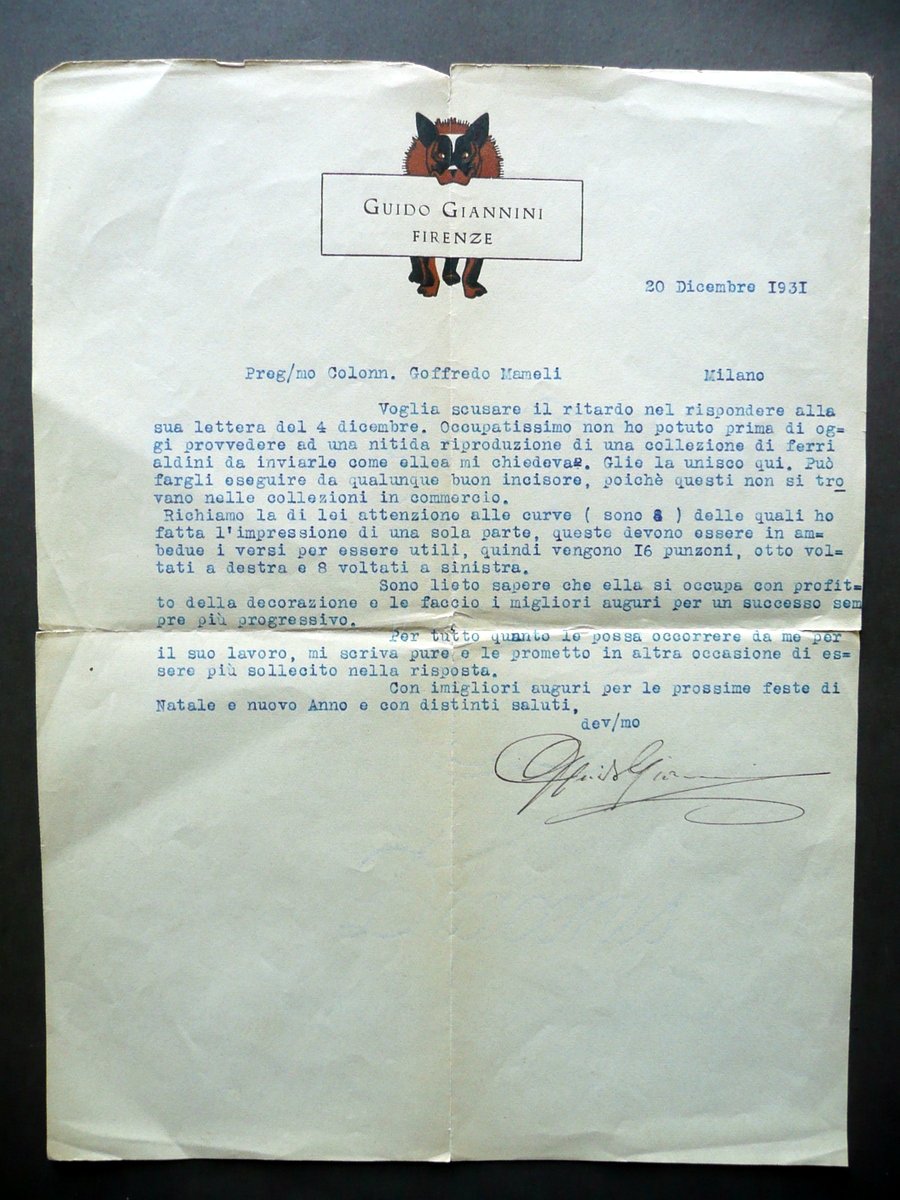 GUIDO GIANNINI
FIRENZE
20 Dicembre 1931
Preg/mo Colonn. Goffredo Mameli Milano
Voglia scusare il ritardo nel rispondere alla
sua lettera del 4 dicembre. Occupatissimo non ho potuto prima di og=
gi provvedere ad una nitida riproduzione di una collezione di ferri
aldini da inviarle come ellea mi chiedeva. Glie la unisco qui. Può
fargli eseguire da qualunque buon incisore, poichè questi non si tro
vano nelle collezioni in commercio.
Richiamo la di lei attenzione alle curve ( sono 8 ) delle quali ho
fatta l'impressione di una sola parte, queste devono essere in am=
bedue i versi per essere utili, quindi vengono 16 punzoni, otto vol=
tati a destra e 8 voltati a sinistra.
Sono lieto sapere che ella si occupa con profit=
to della decorazione e le faccio i migliori auguri per un successo sem
pre più progressivo.
Per tutto quanto le possa occorrere da me per
il suo lavoro, mi scriva pure e le prometto in altra occasione di es=
sere più sollecito nella risposta.
Con imigliori auguri per le prossime feste di
Natale e nuovo Anno e con distinti saluti,
dev/mo
Guido Giannini